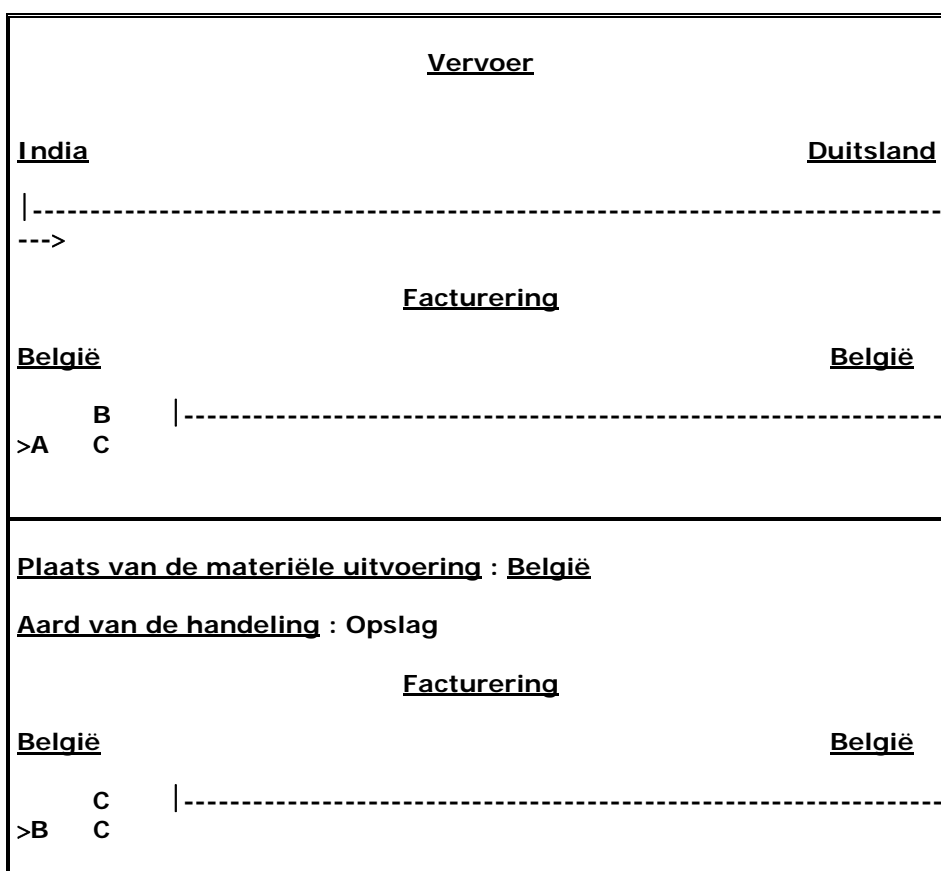 Vervoer
India Duitsland
|-------------------------------------------------------------------------------
--->
Facturering
België België
B |------------------------------------------------------------------
>A C
Plaats van de materiële uitvoering : België
Aard van de handeling : Opslag
Facturering
België België
C |------------------------------------------------------------------
>B C